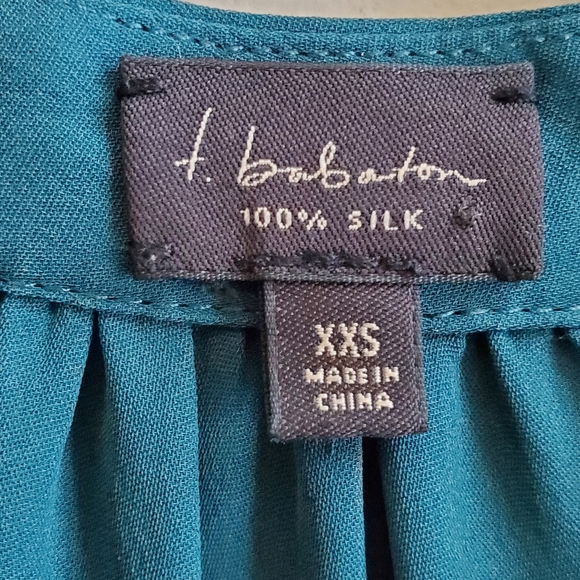 t. babaton
100% SILK
XXS
MADE IN
CHINA